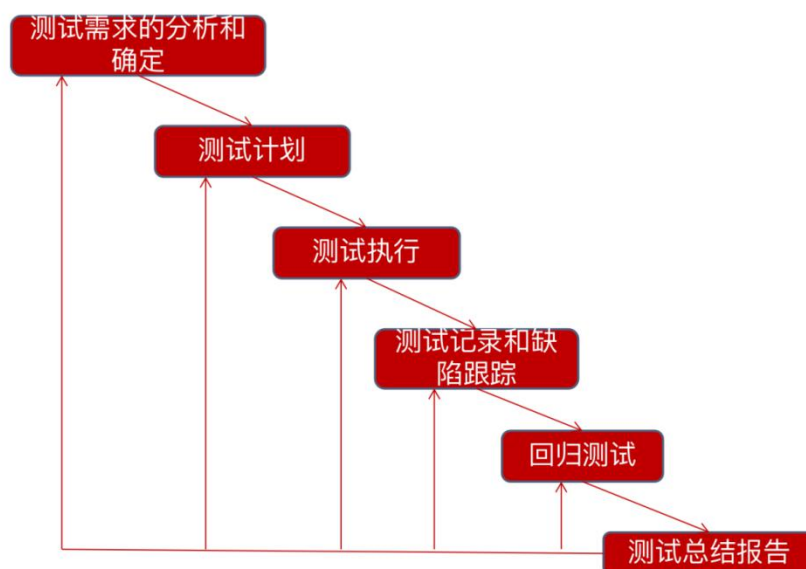 测试需求的分析和
确定
测试计划
测试执行
测试记录和缺
陷跟踪
回归测试
测试总结报告